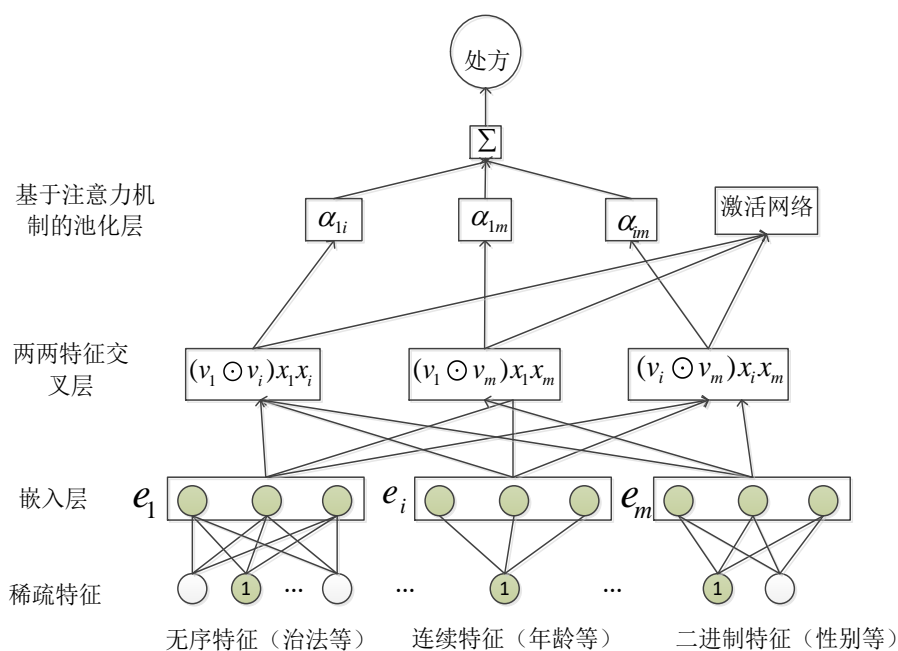 处方
Σ
基于注意力机
制的池化层
α1i
α1m
αim
激活网络
两两特征交
叉层
(v1 ⊙ vi)x1xi
(v1 ⊙ vm)x1xm
(vi ⊙ vm)xixm
嵌入层
e1
ei
em
稀疏特征
1 ... ... 1 ... 1
无序特征（治法等）
连续特征（年龄等）
二进制特征（性别等）